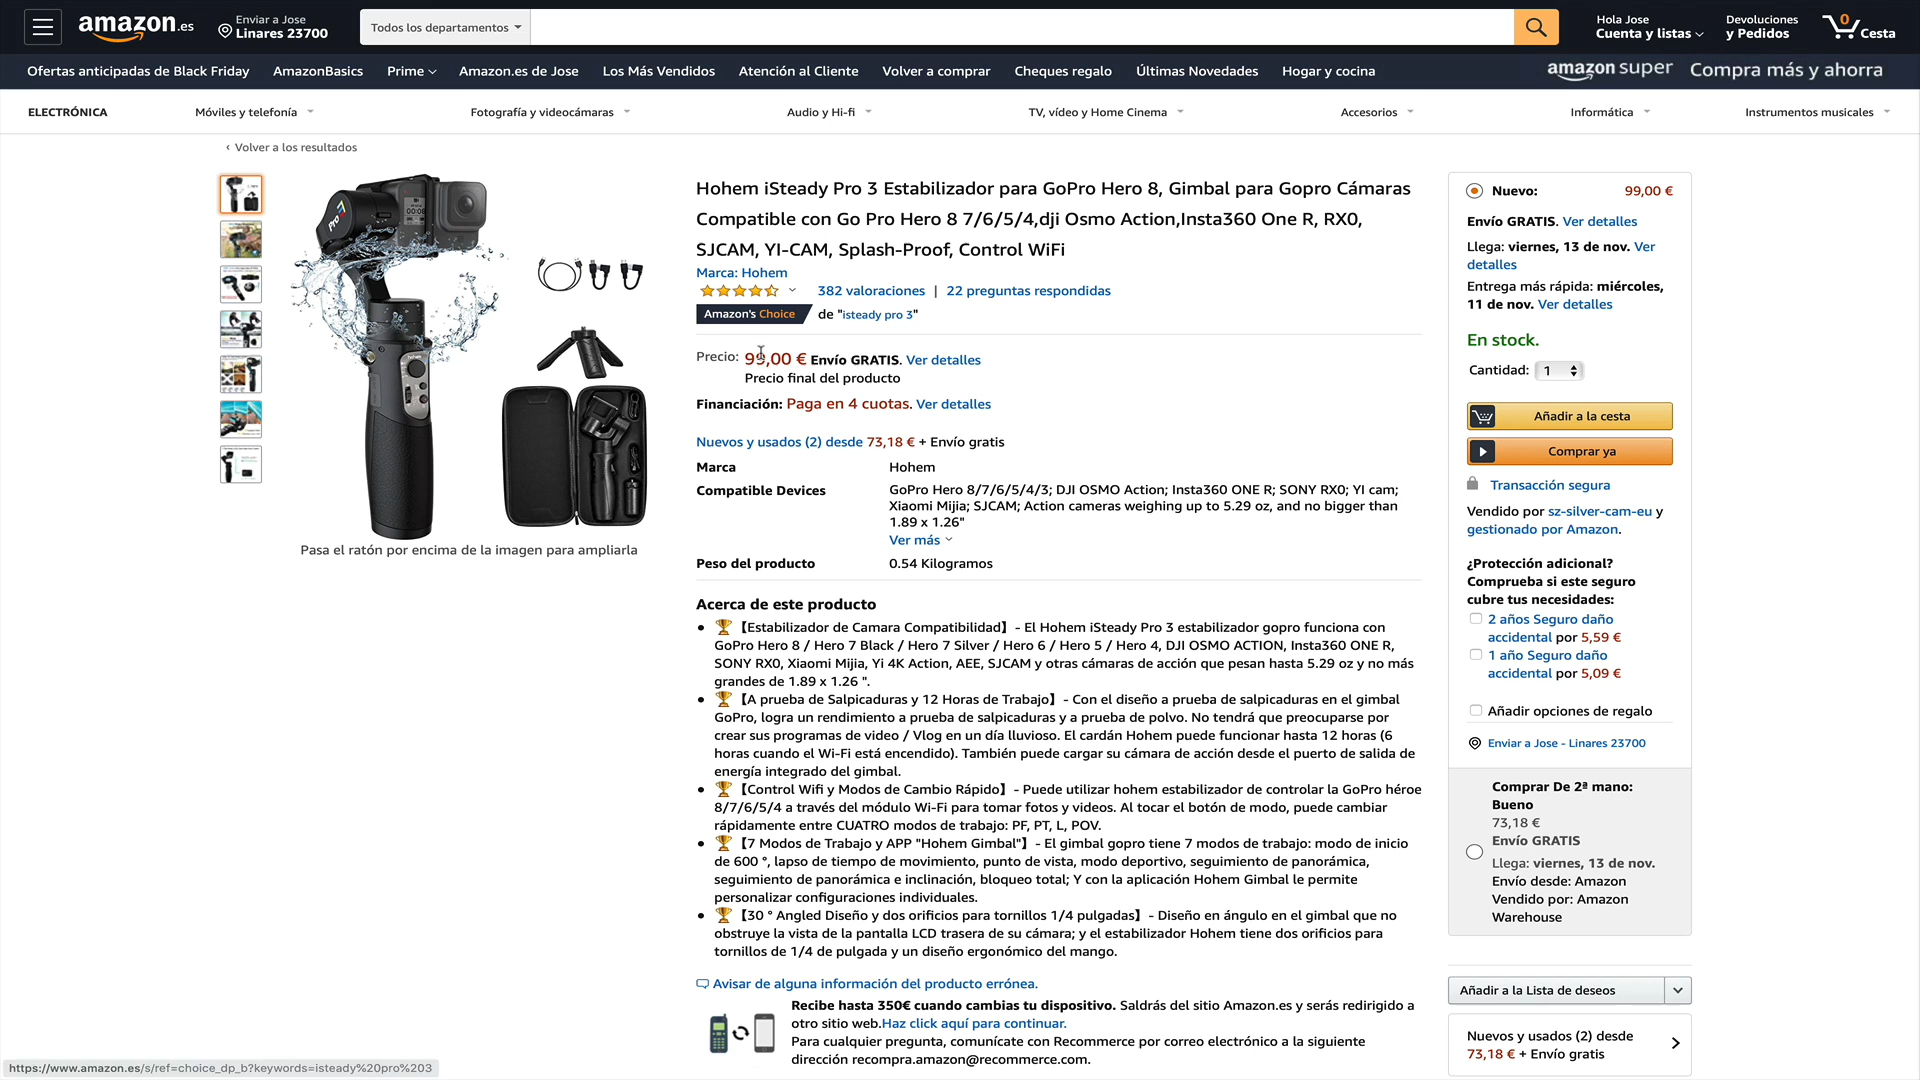 amazon.es
Enviar a Jose
Linares 23700
Todos los departamentos
Hola Jose
Cuenta y listas
Devoluciones
y Pedidos
0
Cesta
Ofertas anticipadas de Black Friday
AmazonBasics
Prime
Amazon.es de Jose
Los Más Vendidos
Atención al Cliente
Volver a comprar
Cheques regalo
Últimas Novedades
Hogar y cocina
amazon super Compra más y ahorra
ELECTRÓNICA
Móviles y telefonía
Fotografía y videocámaras
Audio y Hi-fi
TV, vídeo y Home Cinema
Accesorios
Informática
Instrumentos musicales
‹ Volver a los resultados
Pro
hohem
Pasa el ratón por encima de la imagen para ampliarla
Hohem iSteady Pro 3 Estabilizador para GoPro Hero 8, Gimbal para Gopro Cámaras
Compatible con Go Pro Hero 8 7/6/5/4,dji Osmo Action,Insta360 One R, RX0,
SJCAM, YI-CAM, Splash-Proof, Control WiFi
Marca: Hohem
382 valoraciones | 22 preguntas respondidas
Amazon's Choice de "isteady pro 3"
Precio: 99,00 € Envío GRATIS. Ver detalles
Precio final del producto
Financiación: Paga en 4 cuotas. Ver detalles
Nuevos y usados (2) desde 73,18 € + Envío gratis
Marca Hohem
Compatible Devices GoPro Hero 8/7/6/5/4/3; DJI OSMO Action; Insta360 ONE R; SONY RX0; YI cam;
Xiaomi Mijia; SJCAM; Action cameras weighing up to 5.29 oz, and no bigger than
1.89 x 1.26"
Ver más
Peso del producto 0.54 Kilogramos
Acerca de este producto
• 🏆【Estabilizador de Camara Compatibilidad】- El Hohem iSteady Pro 3 estabilizador gopro funciona con
GoPro Hero 8 / Hero 7 Black / Hero 7 Silver / Hero 6 / Hero 5 / Hero 4, DJI OSMO ACTION, Insta360 ONE R,
SONY RX0, Xiaomi Mijia, Yi 4K Action, AEE, SJCAM y otras cámaras de acción que pesan hasta 5.29 oz y no más
grandes de 1.89 x 1.26 ".
• 🏆【A prueba de Salpicaduras y 12 Horas de Trabajo】- Con el diseño a prueba de salpicaduras en el gimbal
GoPro, logra un rendimiento a prueba de salpicaduras y a prueba de polvo. No tendrá que preocuparse por
crear sus programas de video / Vlog en un día lluvioso. El cardán Hohem puede funcionar hasta 12 horas (6
horas cuando el Wi-Fi está encendido). También puede cargar su cámara de acción desde el puerto de salida de
energía integrado del gimbal.
• 🏆【Control Wifi y Modos de Cambio Rápido】- Puede utilizar hohem estabilizador de controlar la GoPro héroe
8/7/6/5/4 a través del módulo Wi-Fi para tomar fotos y videos. Al tocar el botón de modo, puede cambiar
rápidamente entre CUATRO modos de trabajo: PF, PT, L, POV.
• 🏆【7 Modos de Trabajo y APP "Hohem Gimbal"】- El gimbal gopro tiene 7 modos de trabajo: modo de inicio
de 600 °, lapso de tiempo de movimiento, punto de vista, modo deportivo, seguimiento de panorámica,
seguimiento de panorámica e inclinación, bloqueo total; Y con la aplicación Hohem Gimbal le permite
personalizar configuraciones individuales.
• 🏆【30 ° Angled Diseño y dos orificios para tornillos 1/4 pulgadas】- Diseño en ángulo en el gimbal que no
obstruye la vista de la pantalla LCD trasera de su cámara; y el estabilizador Hohem tiene dos orificios para
tornillos de 1/4 de pulgada y un diseño ergonómico del mango.
Avisar de alguna información del producto errónea.
Recibe hasta 350€ cuando cambias tu dispositivo. Saldrás del sitio Amazon.es y serás redirigido a
otro sitio web.Haz click aquí para continuar.
Para cualquier pregunta, comunícate con Recommerce por correo electrónico a la siguiente
dirección recompra.amazon@recommerce.com.
Nuevo: 99,00 €
Envío GRATIS. Ver detalles
Llega: viernes, 13 de nov. Ver
detalles
Entrega más rápida: miércoles,
11 de nov. Ver detalles
En stock.
Cantidad: 1
Añadir a la cesta
Comprar ya
Transacción segura
Vendido por sz-silver-cam-eu y
gestionado por Amazon.
¿Protección adicional?
Comprueba si este seguro
cubre tus necesidades:
2 años Seguro daño
accidental por 5,59 €
1 año Seguro daño
accidental por 5,09 €
Añadir opciones de regalo
Enviar a Jose - Linares 23700
Comprar De 2ª mano:
Bueno
73,18 €
Envío GRATIS
Llega: viernes, 13 de nov.
Envío desde: Amazon
Vendido por: Amazon
Warehouse
Añadir a la Lista de deseos
Nuevos y usados (2) desde
73,18 € + Envío gratis
https://www.amazon.es/s/ref=choice_dp_b?keywords=isteady%20pro%203